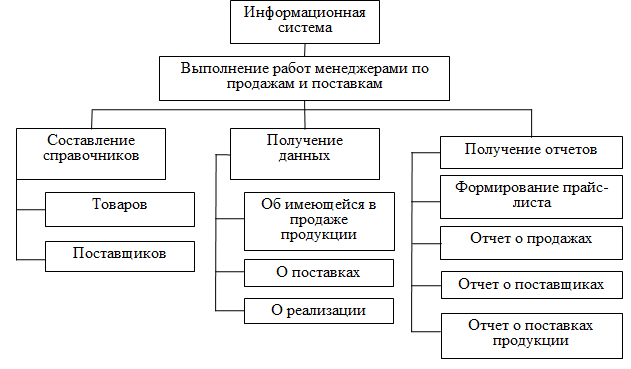 Информационная
система
Выполнение работ менеджерами по
продажам и поставкам
Составление
справочников
Товаров
Поставщиков
Получение
данных
Об имеющейся в
продаже
продукции
О поставках
О реализации
Получение отчетов
Формирование прайс-
листа
Отчет о продажах
Отчет о поставщиках
Отчет о поставках
продукции